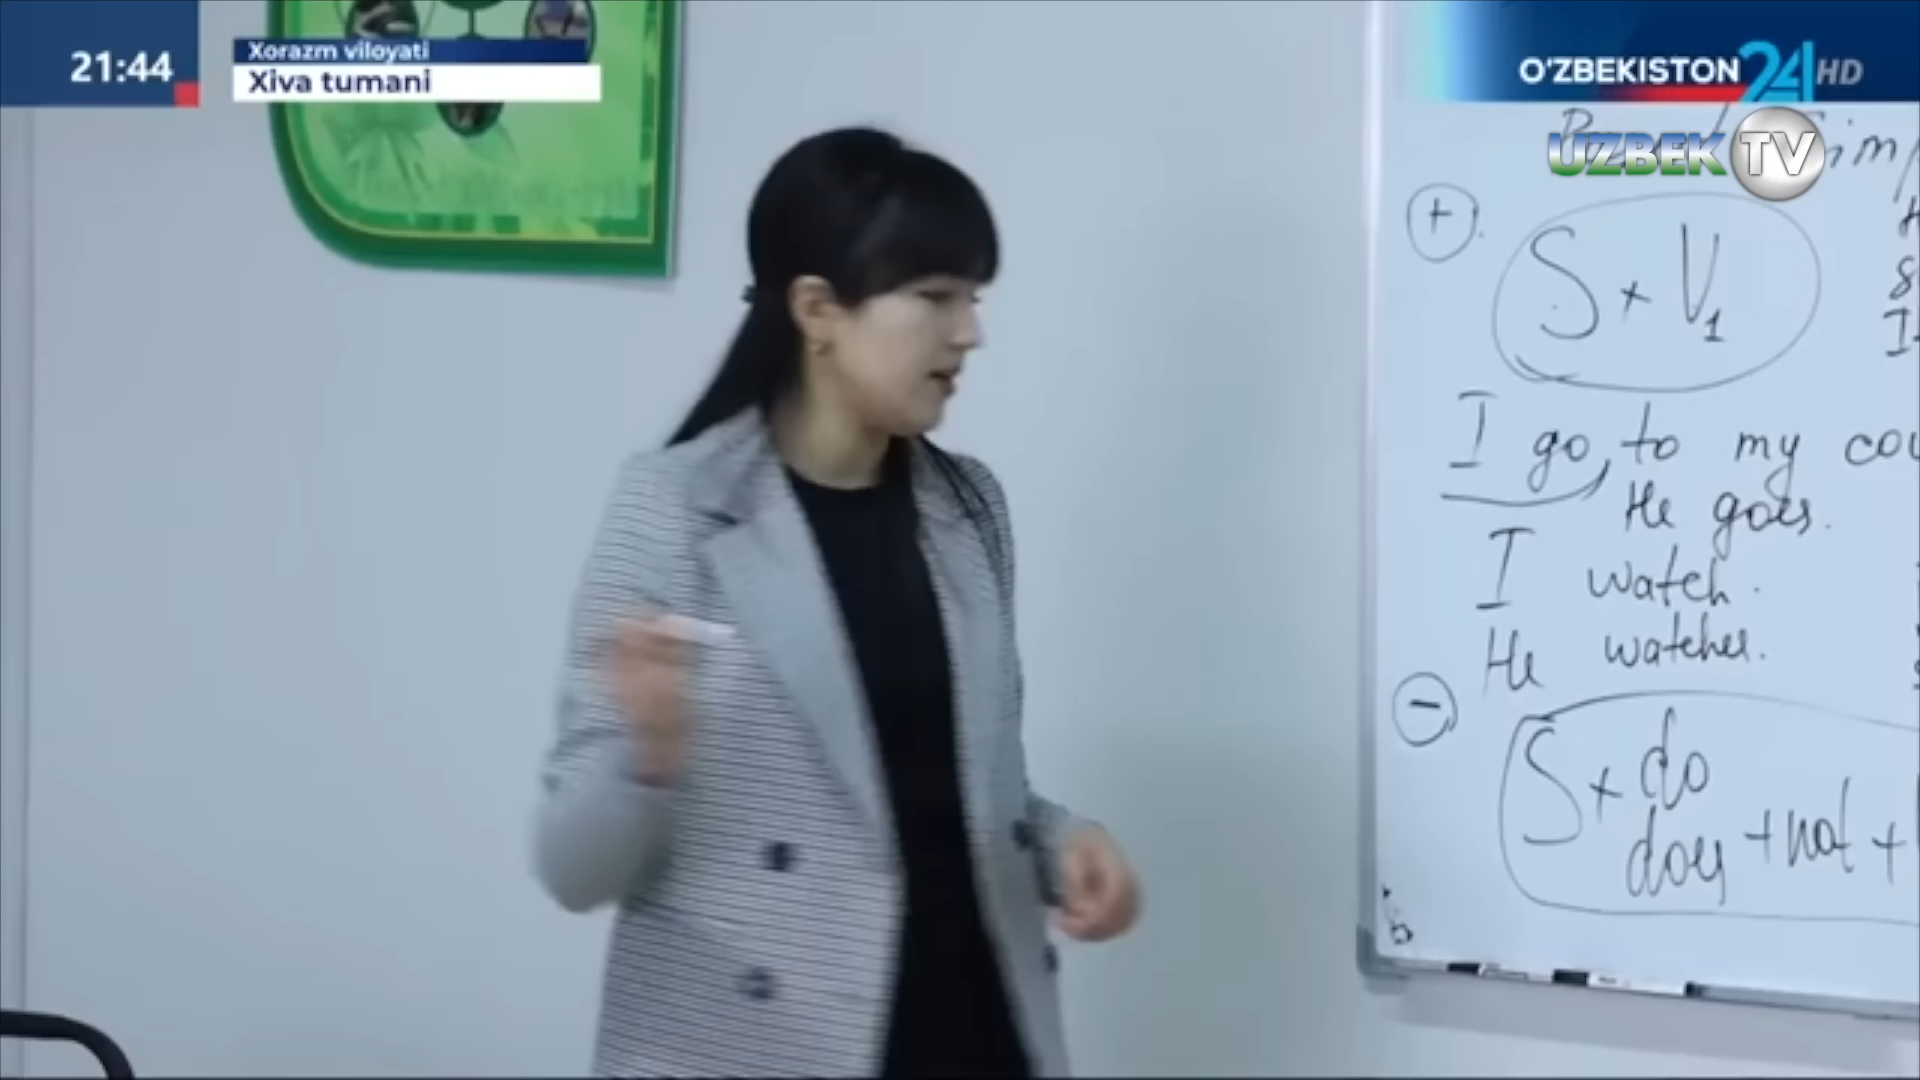 21:44
Xorazm viloyati
Xiva tumani
O'ZBEKISTON 24 HD
UZBEK TV
+
S + V1
I go to my
He goes.
I watch.
He watches.
-
S + do
does + not +